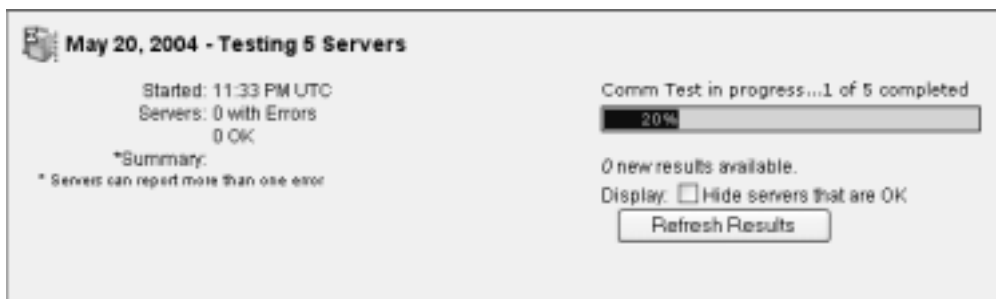 May 20, 2004 - Testing 5 Servers
Started: 11:33 PM UTC
Servers: 0 with Errors
0 OK
*Summary:
* Servers can report more than one error
Comm Test in progress...1 of 5 completed
20%
0 new results available.
Display: Hide servers that are OK
Refresh Results